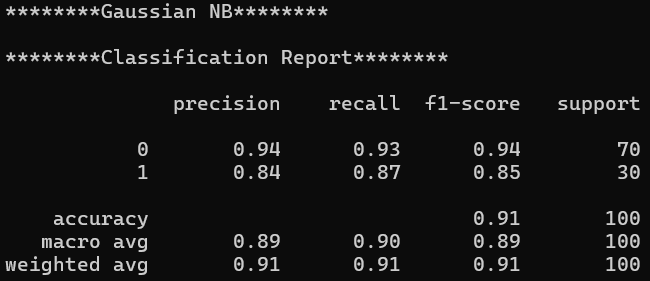 ********Gaussian NB********
********Classification Report********
precision recall f1-score support
0 0.94 0.93 0.94 70
1 0.84 0.87 0.85 30
accuracy 0.91 100
macro avg 0.89 0.90 0.89 100
weighted avg 0.91 0.91 0.91 100